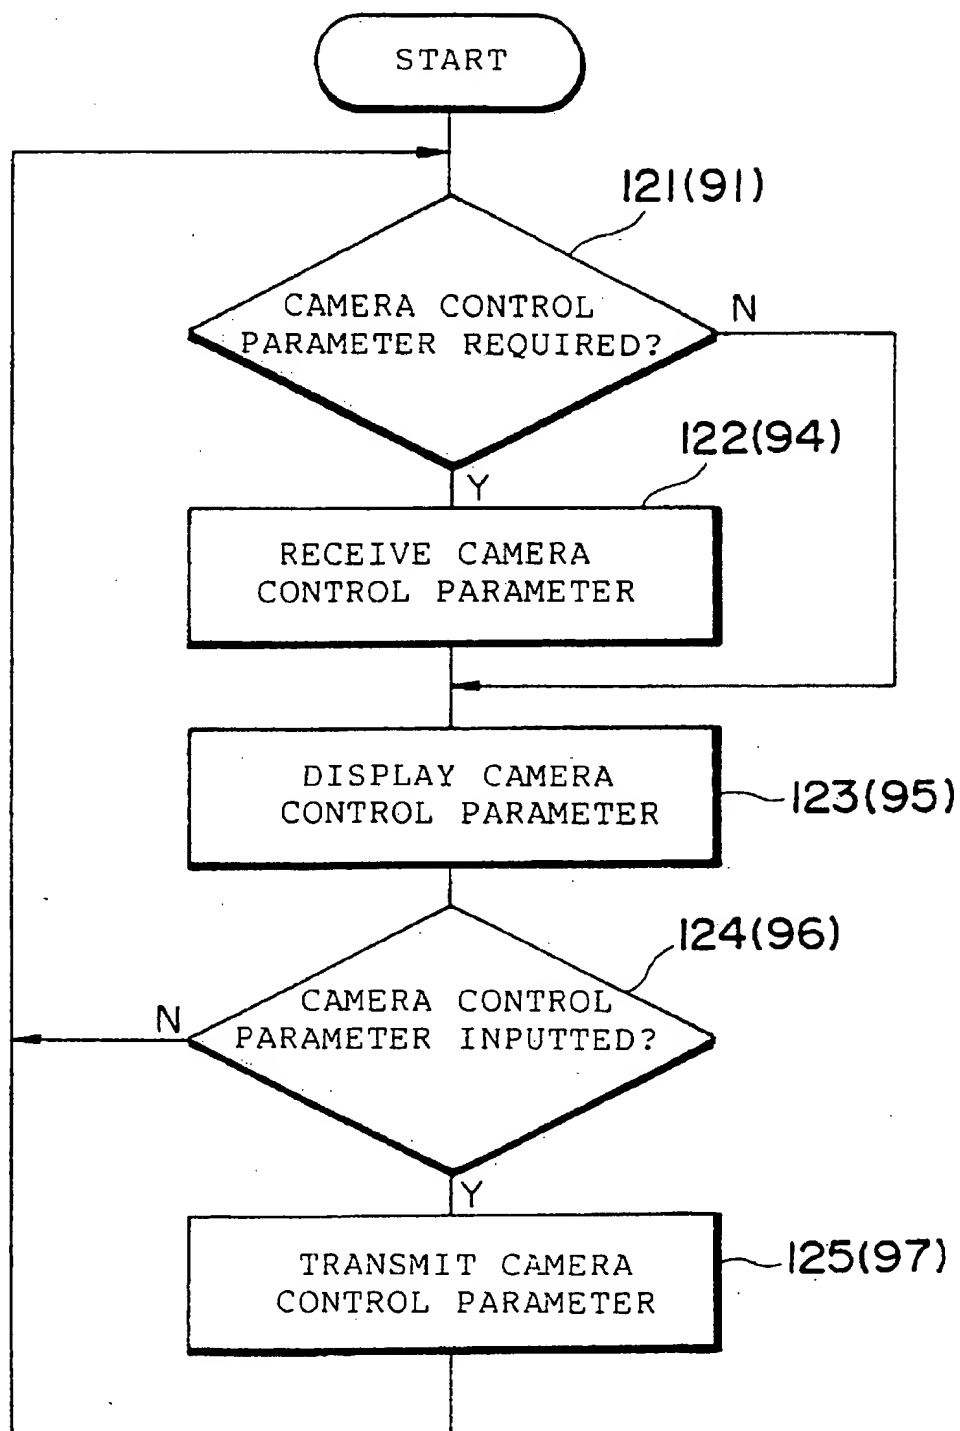 START
121(91)
CAMERA CONTROL
PARAMETER REQUIRED?
N
122(94)
Y
RECEIVE CAMERA
CONTROL PARAMETER
DISPLAY CAMERA
CONTROL PARAMETER
123(95)
124(96)
CAMERA CONTROL
PARAMETER INPUTTED?
N
Y
TRANSMIT CAMERA
CONTROL PARAMETER
125(97)